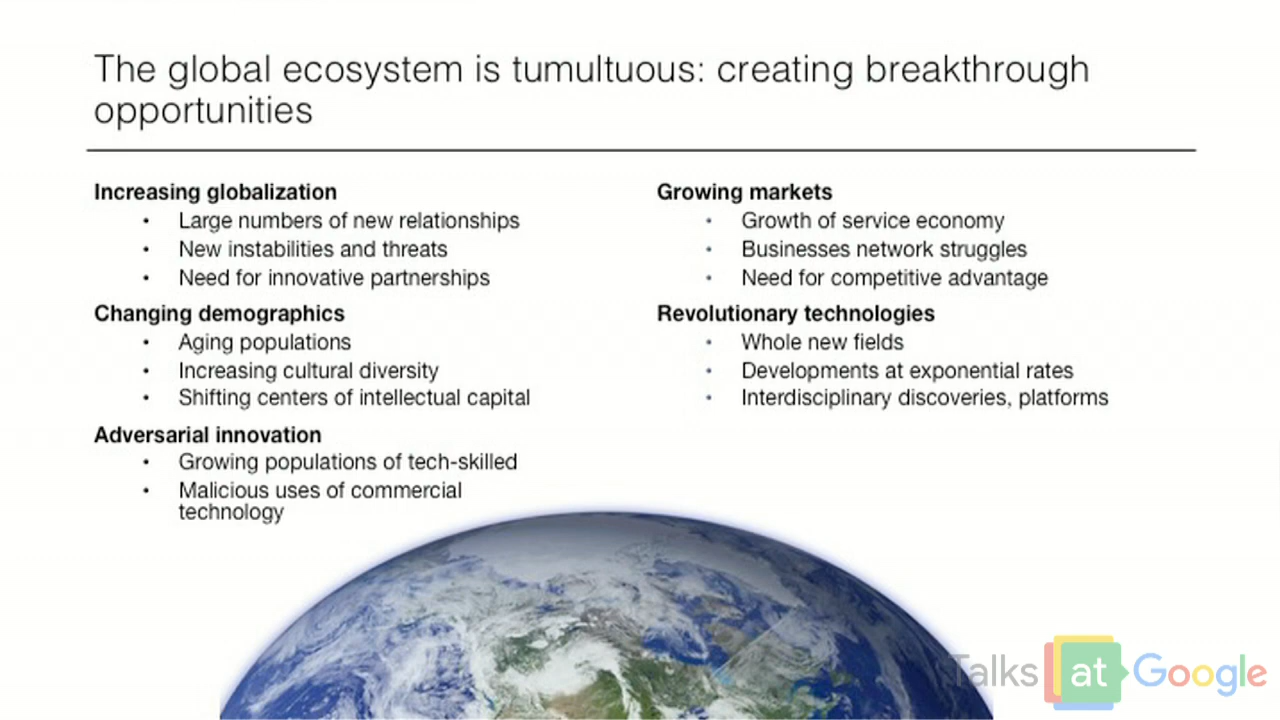 The global ecosystem is tumultuous: creating breakthrough
opportunities
Increasing globalization
• Large numbers of new relationships
• New instabilities and threats
• Need for innovative partnerships
Changing demographics
• Aging populations
• Increasing cultural diversity
• Shifting centers of intellectual capital
Adversarial innovation
• Growing populations of tech-skilled
• Malicious uses of commercial
technology
Growing markets
• Growth of service economy
• Businesses network struggles
• Need for competitive advantage
Revolutionary technologies
• Whole new fields
• Developments at exponential rates
• Interdisciplinary discoveries, platforms
Talks at Google